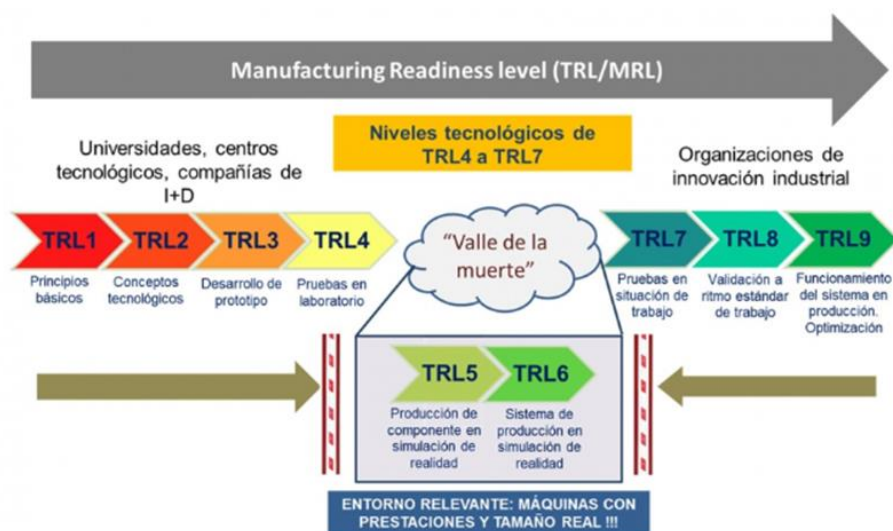 Manufacturing Readiness level (TRL/MRL)
Universidades, centros
tecnológicos, compañías de
I+D
Niveles tecnológicos de
TRL4 a TRL7
Organizaciones de
innovación industrial
TRL1
Principios
básicos
TRL2
Conceptos
tecnológicos
TRL3
Desarrollo de
prototipo
TRL4
Pruebas en
laboratorio
"Valle de la
muerte"
TRL7
Pruebas en
situación de
trabajo
TRL8
Validación a
ritmo estándar
de trabajo
TRL9
Funcionamiento
del sistema en
producción.
Optimización
TRL5
Producción de
componente en
simulación de
realidad
TRL6
Sistema de
producción en
simulación de
realidad
ENTORNO RELEVANTE: MÁQUINAS CON
PRESTACIONES Y TAMAÑO REAL !!!